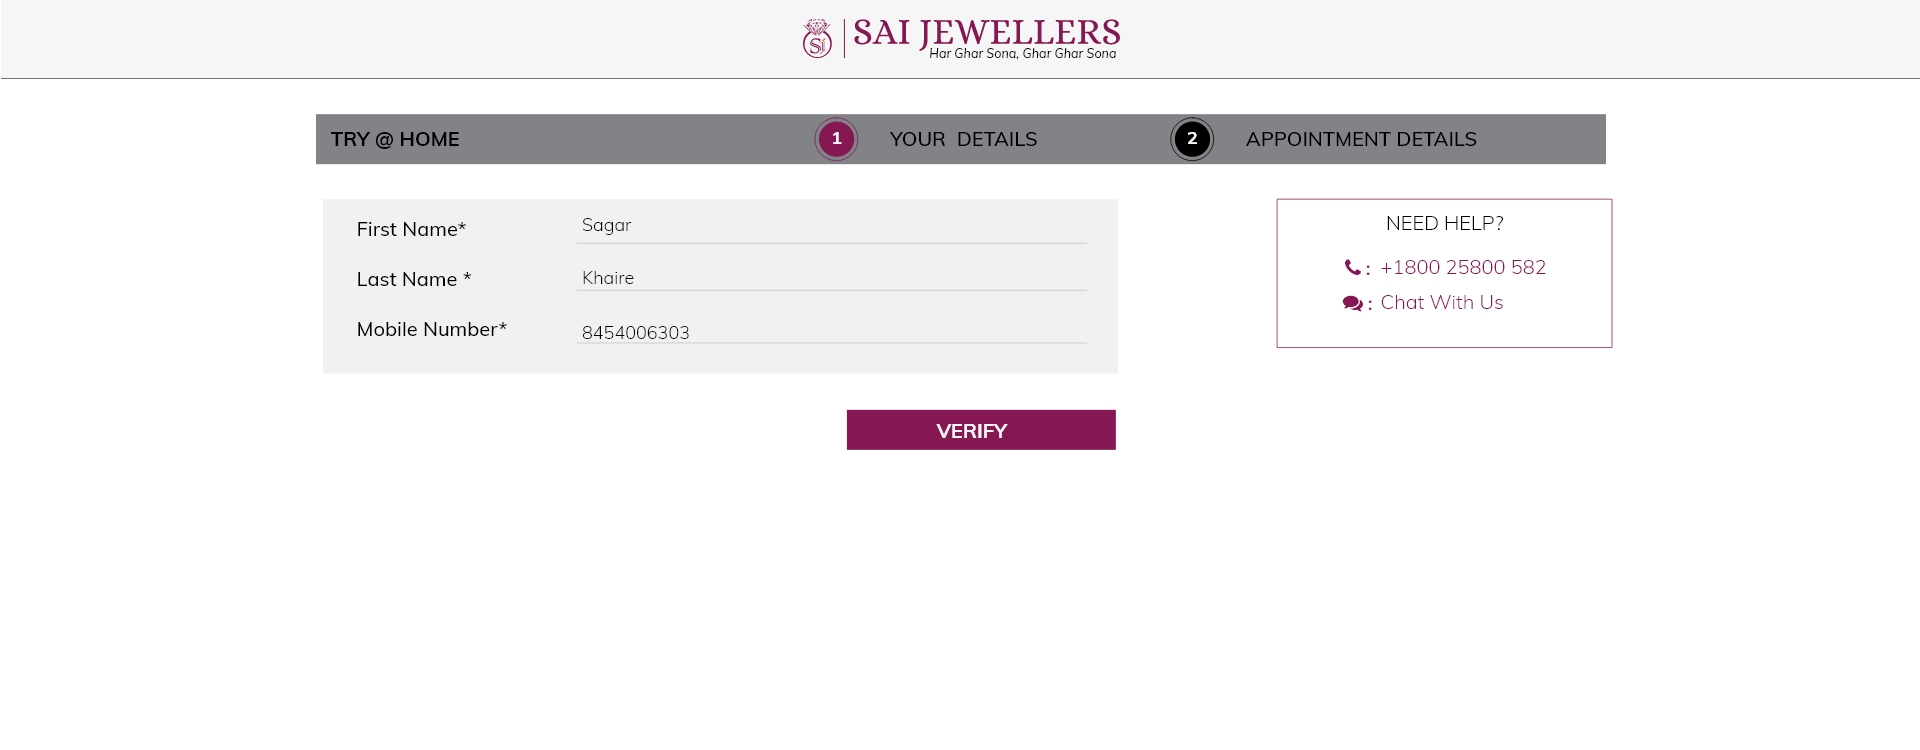 Si
SAI JEWELLERS
Har Ghar Sona, Ghar Ghar Sona
TRY @ HOME 1 YOUR DETAILS 2 APPOINTMENT DETAILS
First Name* Sagar
Last Name * Khaire
Mobile Number* 8454006303
VERIFY
NEED HELP?
: +1800 25800 582
: Chat With Us